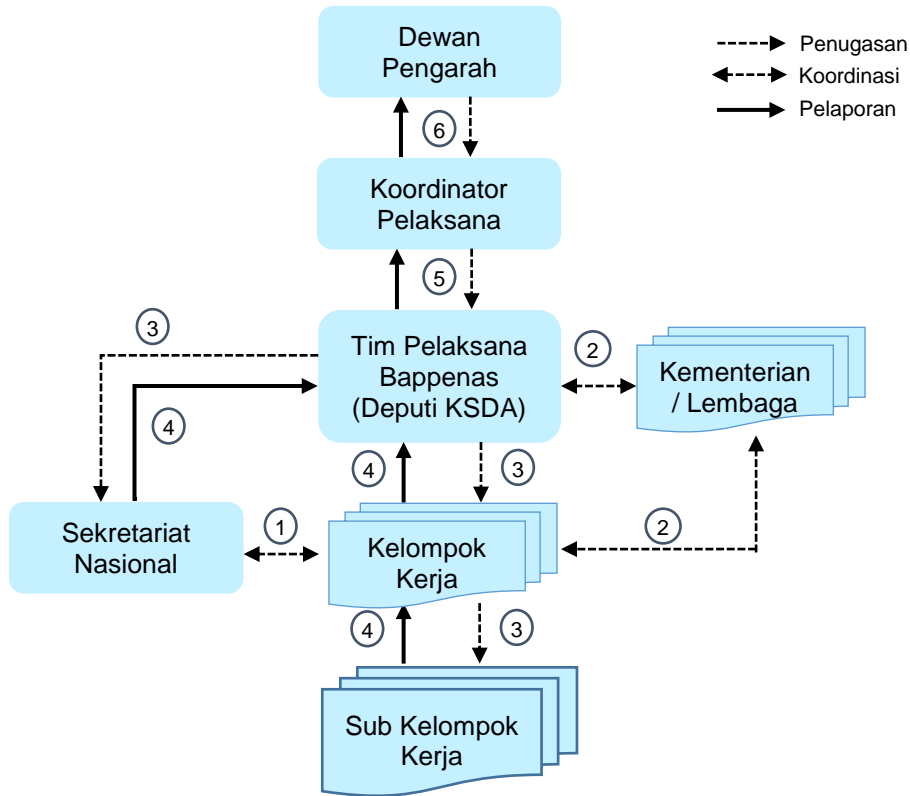 Dewan
Pengarah
Penugasan
Koordinasi
Pelaporan
6
Koordinator
Pelaksana
5
3
Tim Pelaksana
Bappenas
(Deputi KSDA)
2
Kementerian
/ Lembaga
4
4
3
Sekretariat
Nasional
1
Kelompok
Kerja
2
4
3
Sub Kelompok
Kerja